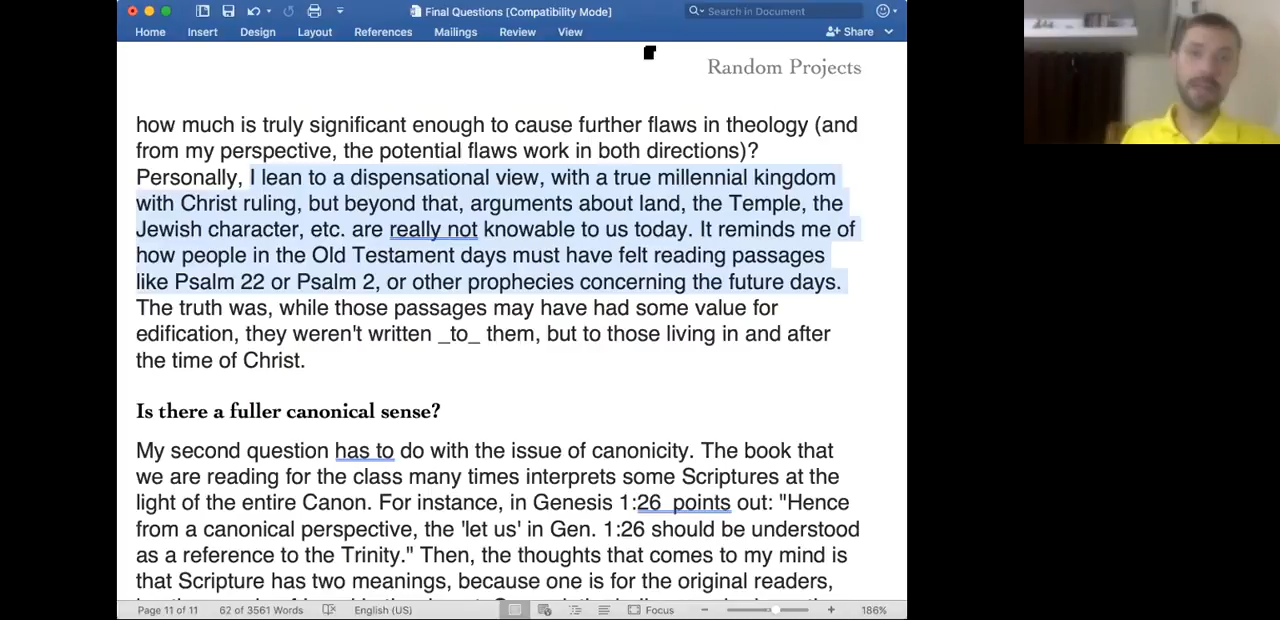 Final Questions [Compatibility Mode]
Search in Document
Home Insert Design Layout References Mailings Review View
Share
Random Projects
how much is truly significant enough to cause further flaws in theology (and
from my perspective, the potential flaws work in both directions)?
Personally, I lean to a dispensational view, with a true millennial kingdom
with Christ ruling, but beyond that, arguments about land, the Temple, the
Jewish character, etc. are really not knowable to us today. It reminds me of
how people in the Old Testament days must have felt reading passages
like Psalm 22 or Psalm 2, or other prophecies concerning the future days.
The truth was, while those passages may have had some value for
edification, they weren't written _to_ them, but to those living in and after
the time of Christ.
Is there a fuller canonical sense?
My second question has to do with the issue of canonicity. The book that
we are reading for the class many times interprets some Scriptures at the
light of the entire Canon. For instance, in Genesis 1:26  points out: "Hence
from a canonical perspective, the 'let us' in Gen. 1:26 should be understood
as a reference to the Trinity." Then, the thoughts that comes to my mind is
that Scripture has two meanings, because one is for the original readers,
Page 11 of 11 62 of 3561 Words English (US) Focus 186%